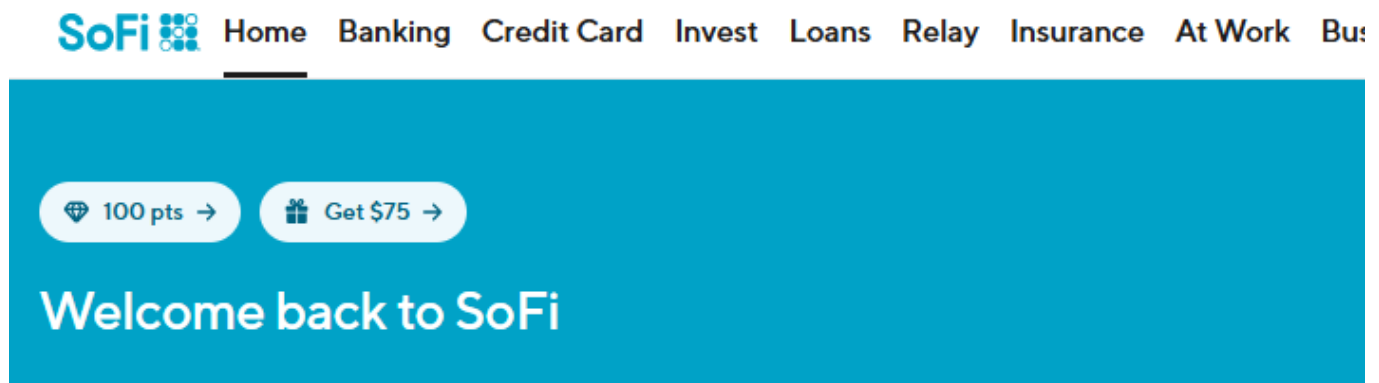 SoFi Home Banking Credit Card Invest Loans Relay Insurance At Work
100 pts → Get $75 →
Welcome back to SoFi